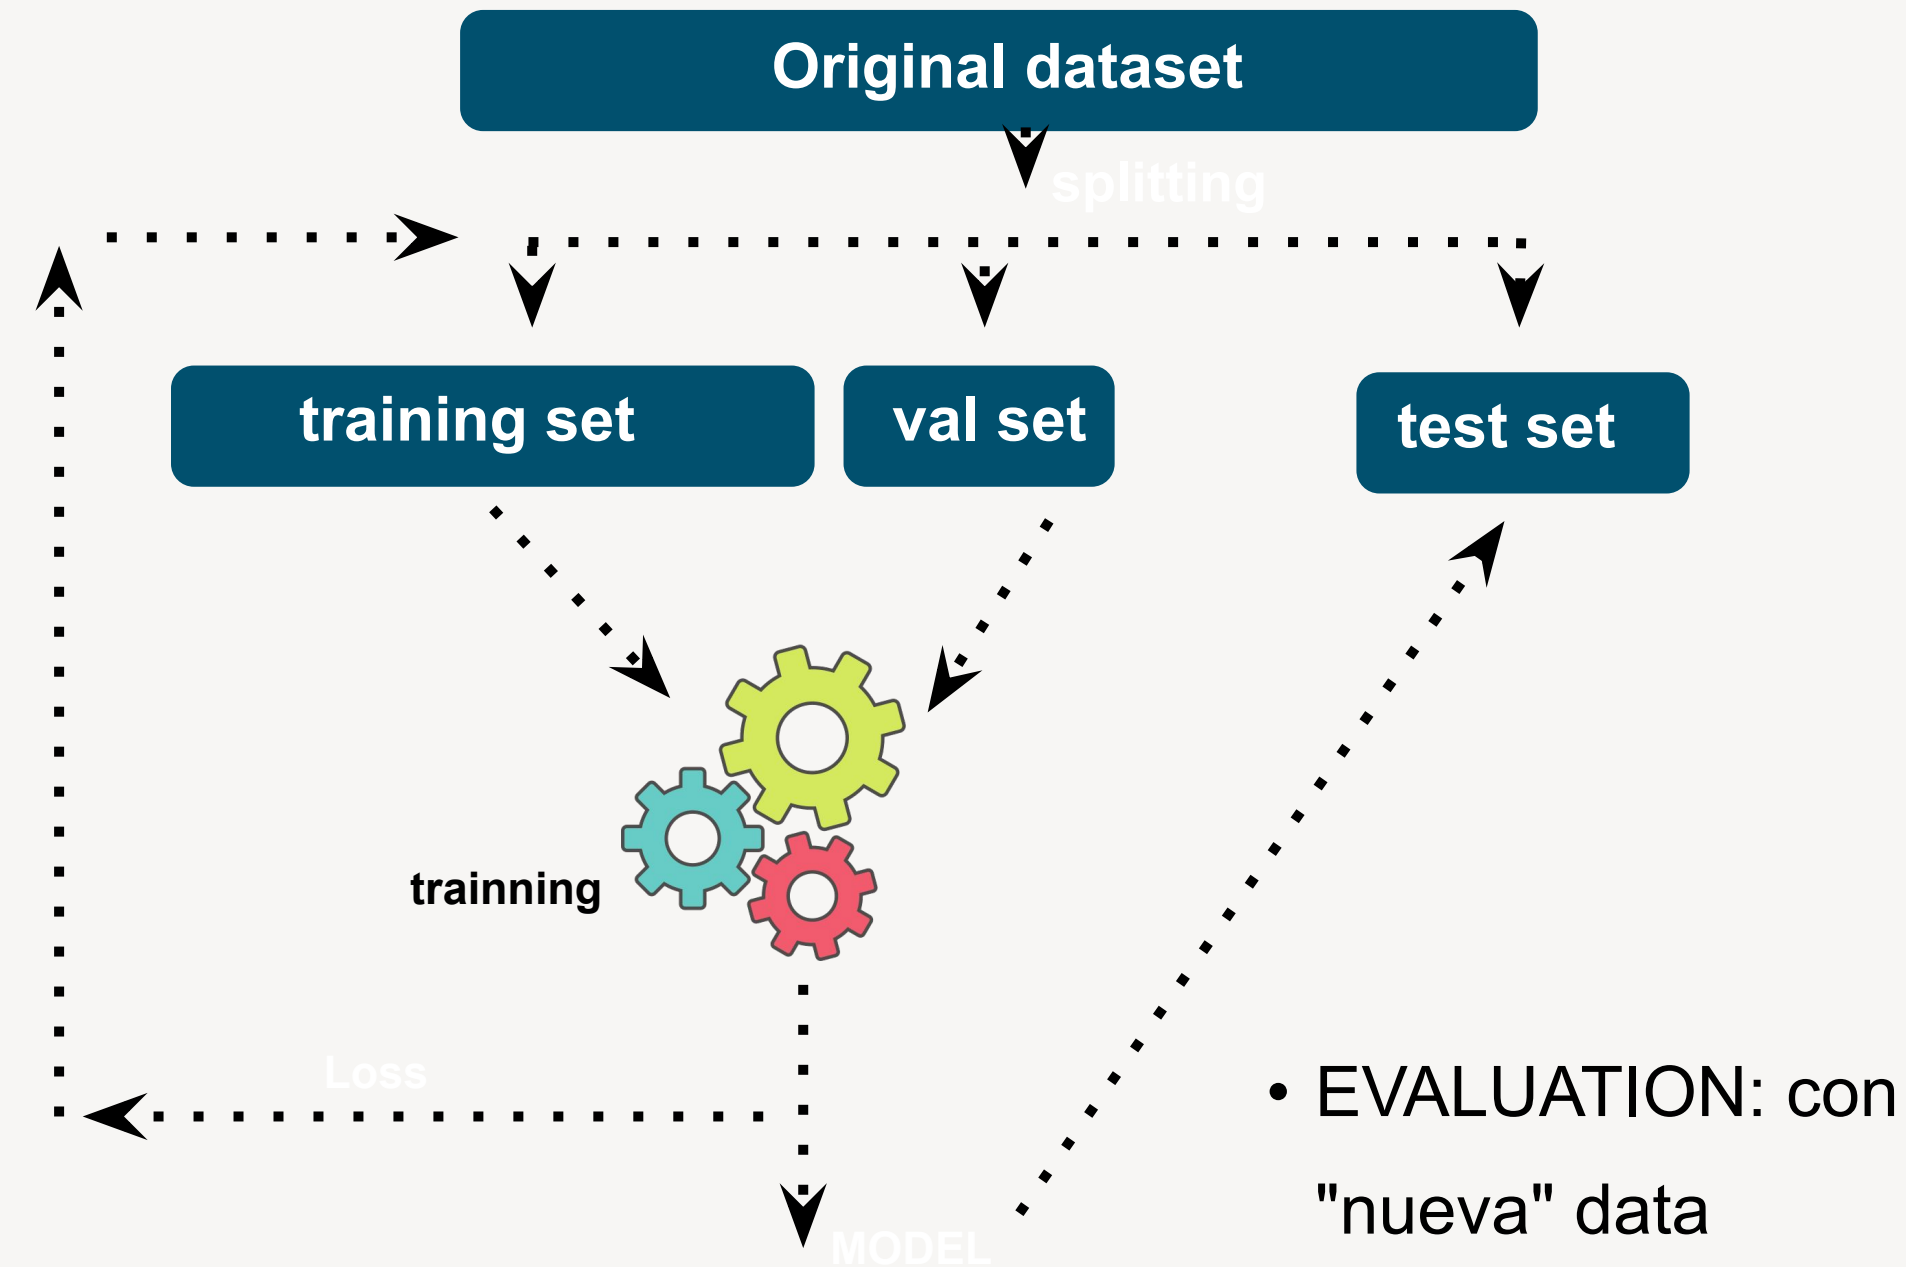 Original dataset
splitting
training set
val set
test set
trainning
Loss
• EVALUATION: con
"nueva" data
MODEL